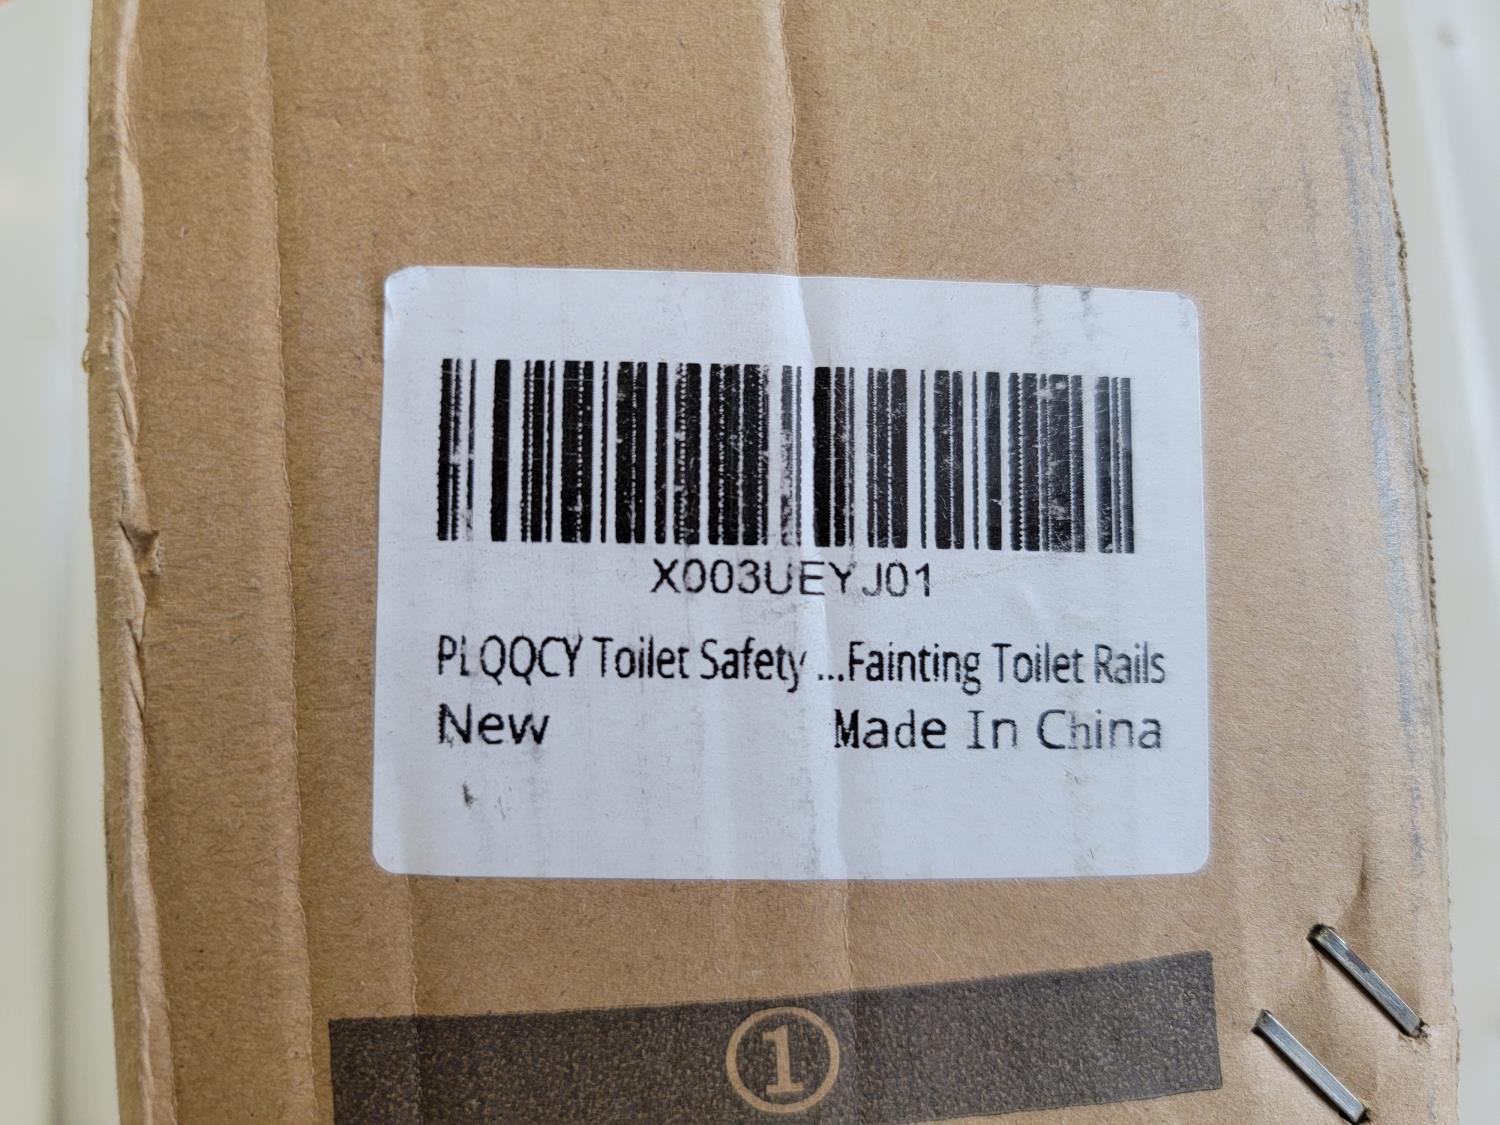 X003UEYJ01
PLQQCY Toilet Safety ...Fainting Toilet Rails
New Made In China
1